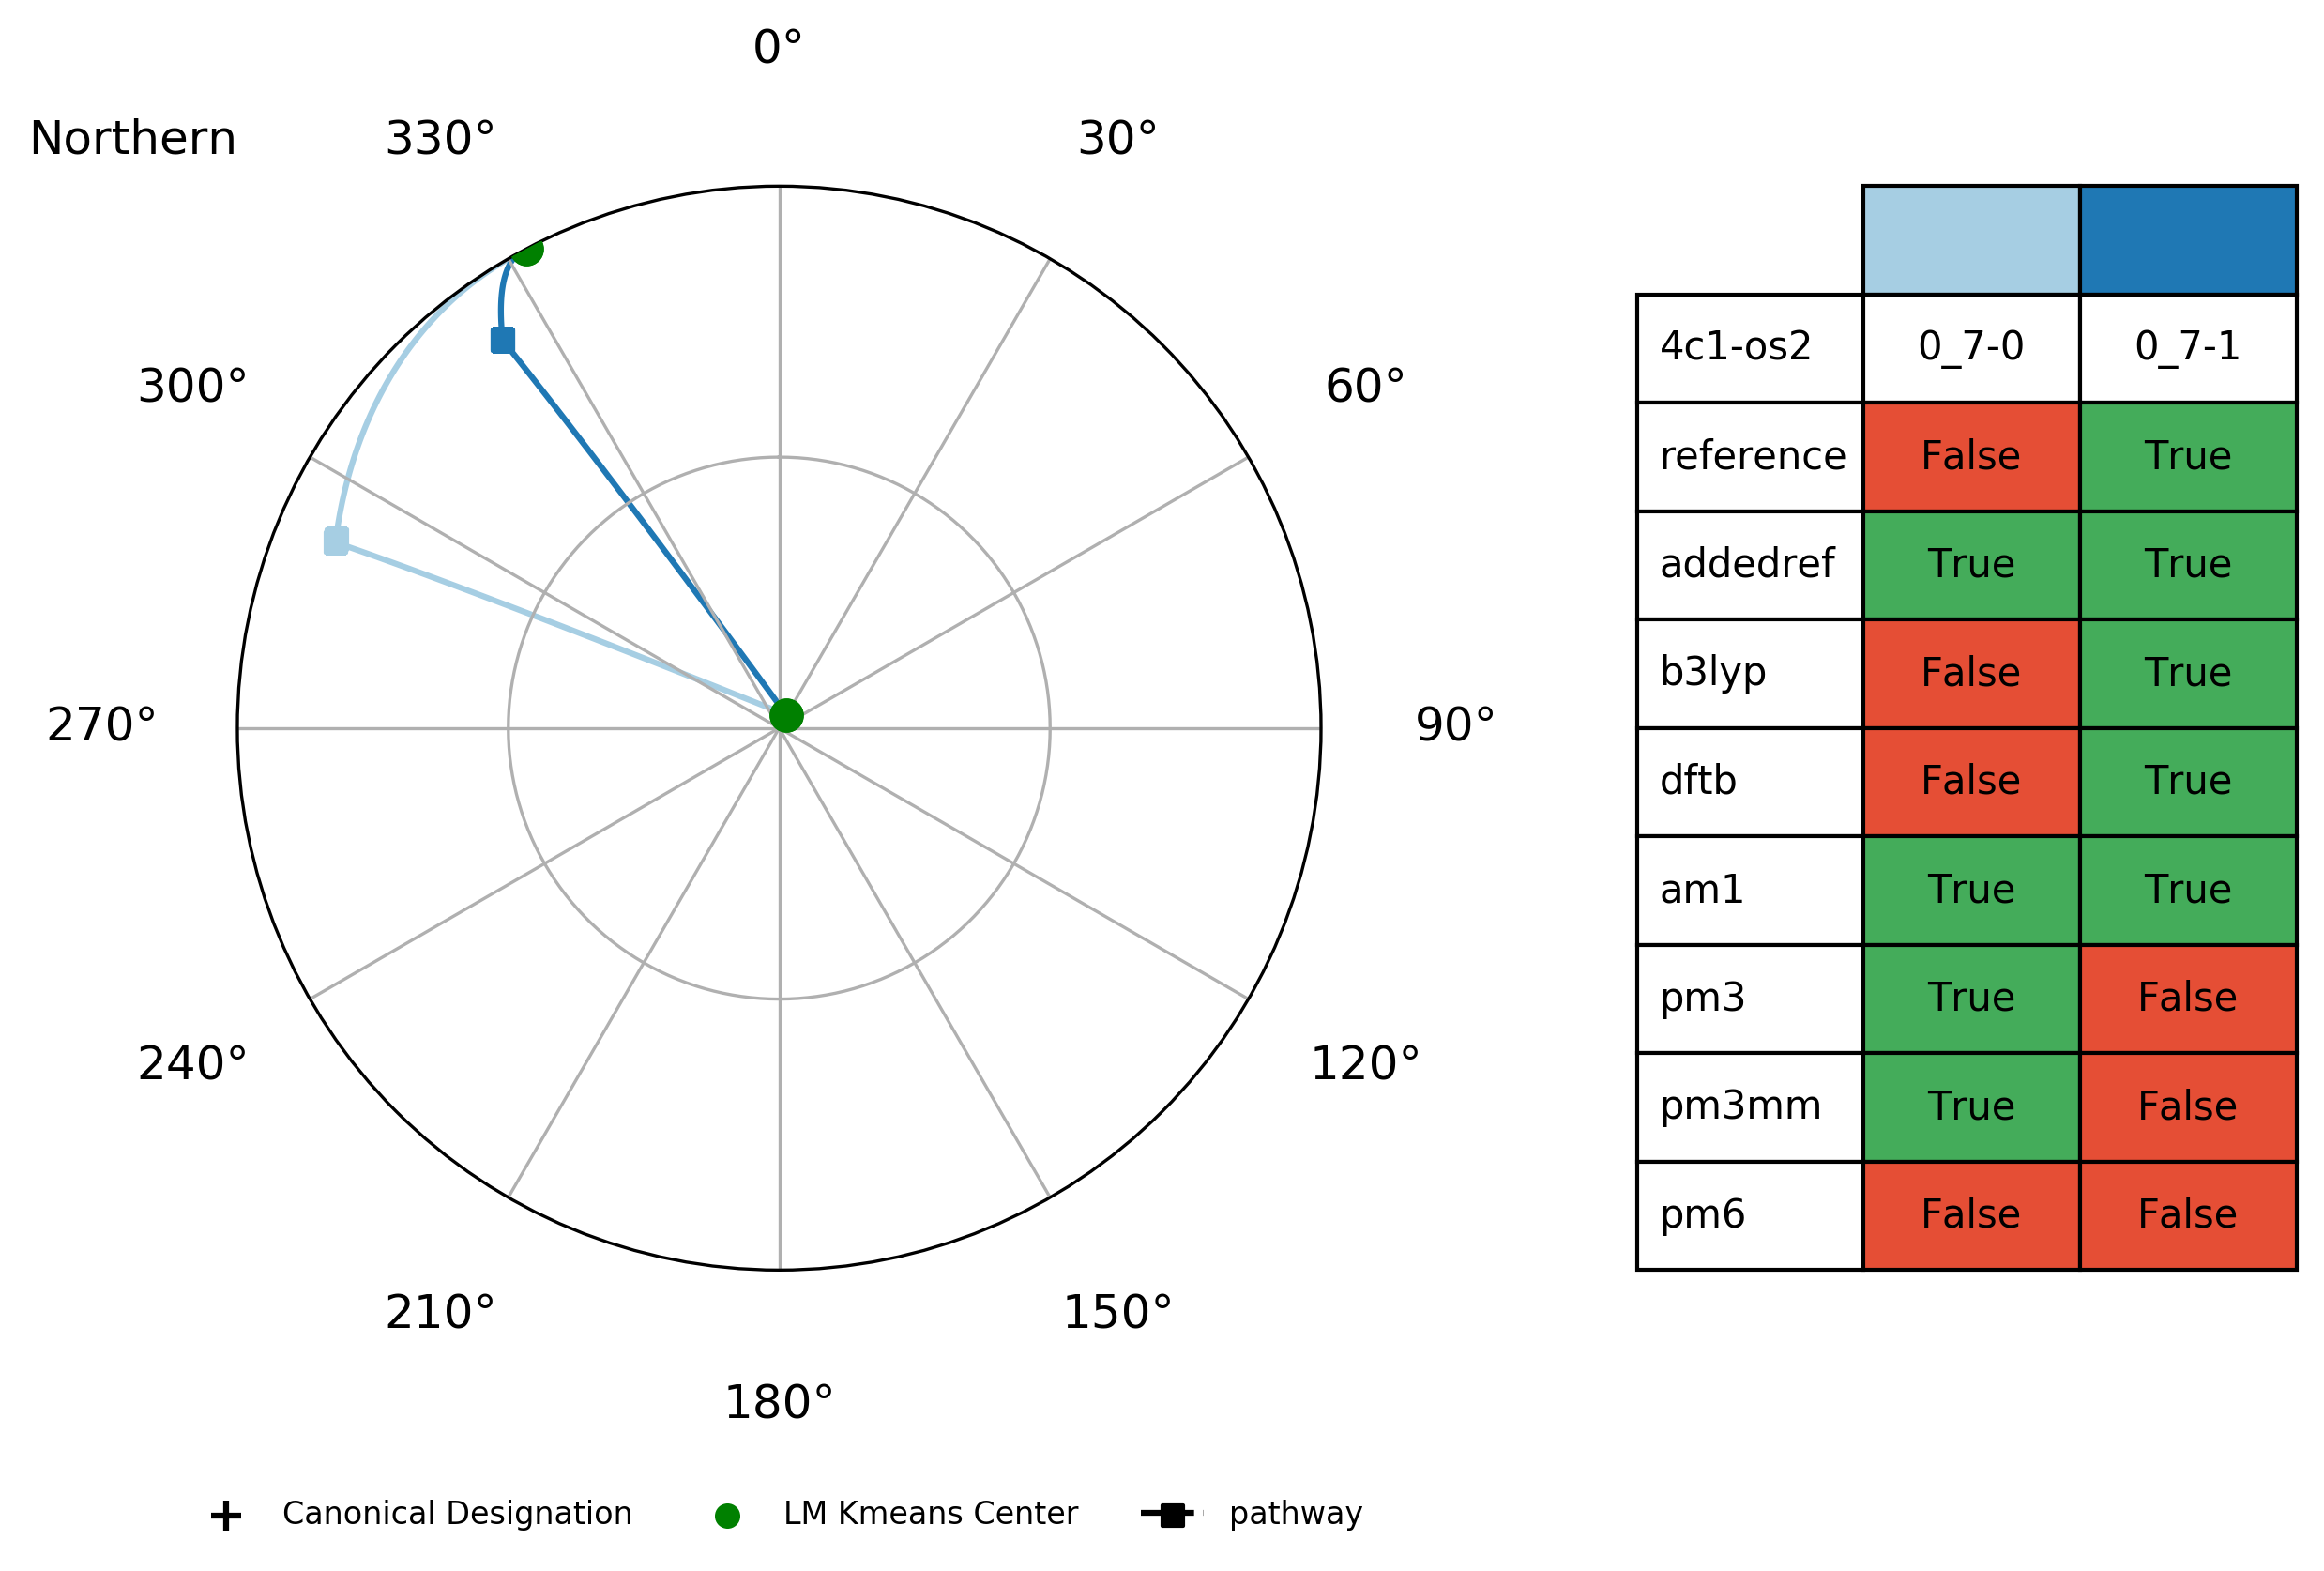 0°
Northern
330°
30°
300°
60°
270°
90°
240°
120°
210°
150°
180°
4c1-os2 0_7-0 0_7-1
reference False True
addedref True True
b3lyp False True
dftb False True
am1 True True
pm3 True False
pm3mm True False
pm6 False False
Canonical Designation LM Kmeans Center pathway